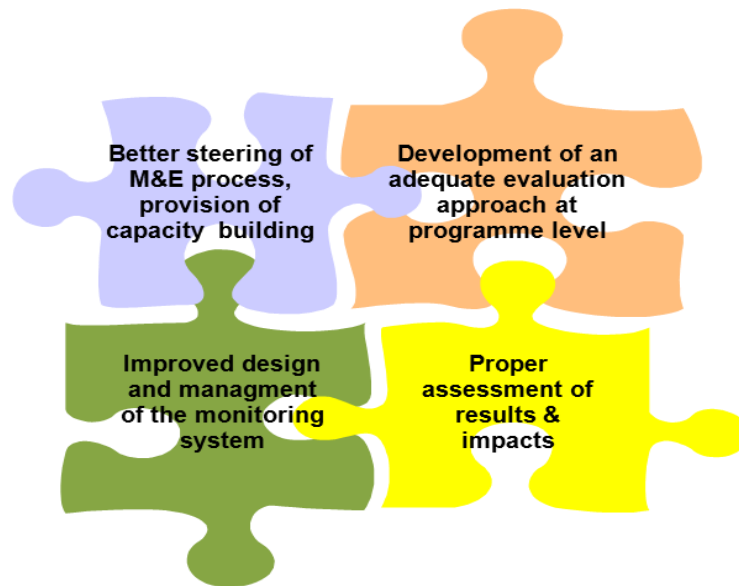 Better steering of
M&E process,
provision of
capacity building
Development of an
adequate evaluation
approach at
programme level
Improved design
and managment
of the monitoring
system
Proper
assessment of
results &
impacts